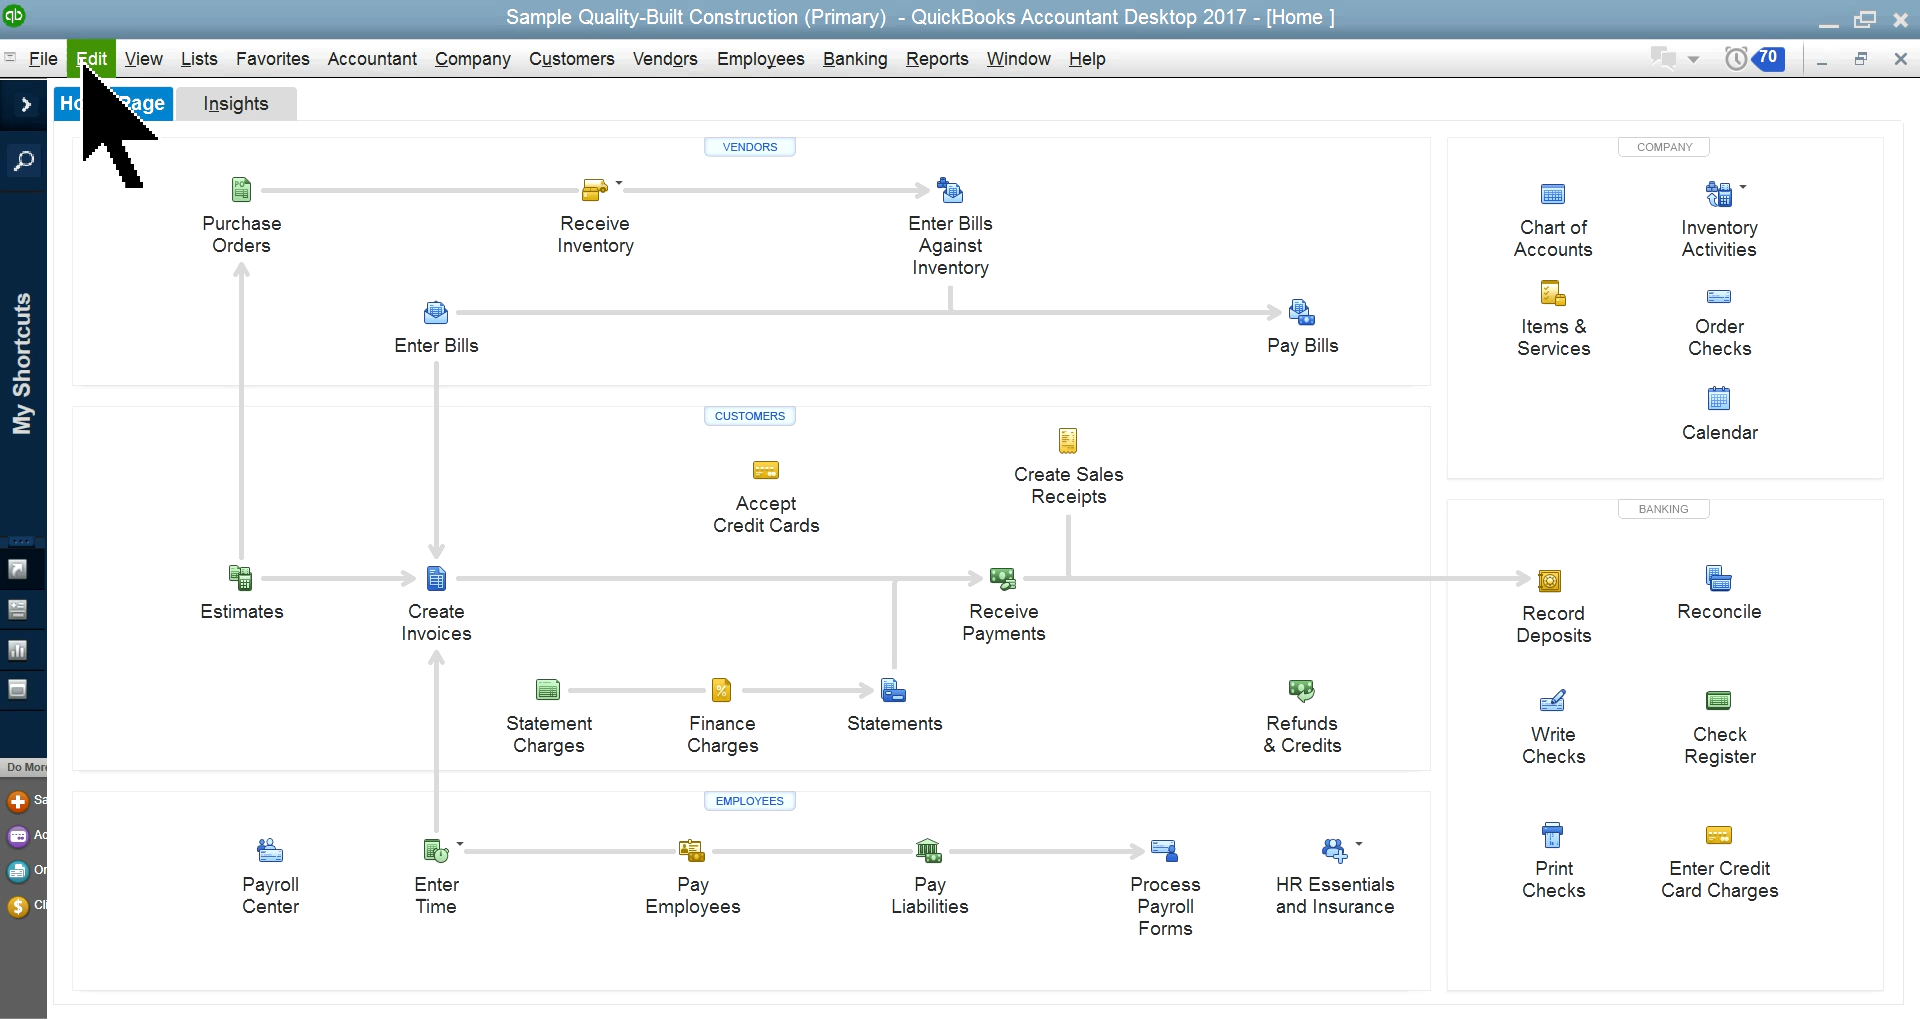 qb
Sample Quality-Built Construction (Primary) - QuickBooks Accountant Desktop 2017 - [Home ]
File Edit View Lists Favorites Accountant Company Customers Vendors Employees Banking Reports Window Help
70
Insights
VENDORS
Purchase
Orders
Receive
Inventory
Enter Bills
Against
Inventory
Enter Bills
Pay Bills
CUSTOMERS
Accept
Credit Cards
Create Sales
Receipts
Estimates
Create
Invoices
Receive
Payments
Statement
Charges
Finance
Charges
Statements
Refunds
& Credits
EMPLOYEES
Payroll
Center
Enter
Time
Pay
Employees
Pay
Liabilities
Process
Payroll
Forms
HR Essentials
and Insurance
COMPANY
Chart of
Accounts
Inventory
Activities
Items &
Services
Order
Checks
Calendar
BANKING
Record
Deposits
Reconcile
Write
Checks
Check
Register
Print
Checks
Enter Credit
Card Charges
My Shortcuts
Do More